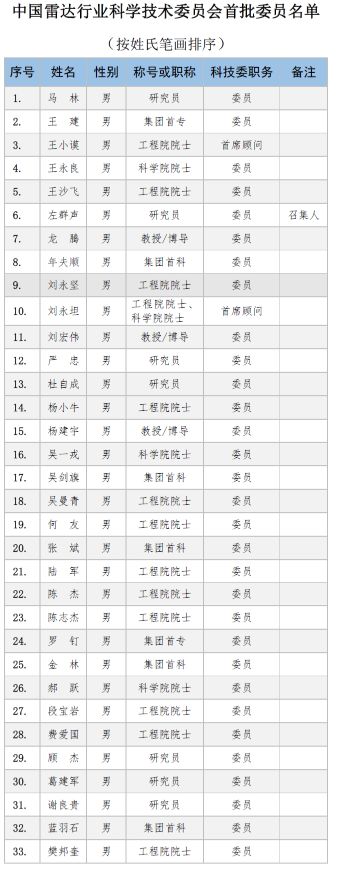 中国雷达行业科学技术委员会首批委员名单
（按姓氏笔画排序）
序号 姓名 性别 称号或职称 科技委职务 备注
1. 马 林 男 研究员 委员
2. 王 建 男 集团首专 委员
3. 王小谟 男 工程院院士 首席顾问
4. 王永良 男 科学院院士 委员
5. 王沙飞 男 工程院院士 委员
6. 左群声 男 研究员 委员 召集人
7. 龙 腾 男 教授/博导 委员
8. 年夫顺 男 集团首科 委员
9. 刘永坚 男 工程院院士 委员
10. 刘永坦 男 工程院院士、
科学院院士 首席顾问
11. 刘宏伟 男 教授/博导 委员
12. 严 忠 男 研究员 委员
13. 杜自成 男 研究员 委员
14. 杨小牛 男 工程院院士 委员
15. 杨建宇 男 教授/博导 委员
16. 吴一戎 男 科学院院士 委员
17. 吴剑旗 男 集团首科 委员
18. 吴曼青 男 工程院院士 委员
19. 何 友 男 工程院院士 委员
20. 张 斌 男 集团首科 委员
21. 陆 军 男 工程院院士 委员
22. 陈 杰 男 工程院院士 委员
23. 陈志杰 男 工程院院士 委员
24. 罗 钉 男 集团首专 委员
25. 金 林 男 集团首科 委员
26. 郝 跃 男 科学院院士 委员
27. 段宝岩 男 工程院院士 委员
28. 费爱国 男 工程院院士 委员
29. 顾 杰 男 研究员 委员
30. 葛建军 男 研究员 委员
31. 谢良贵 男 研究员 委员
32. 蓝羽石 男 集团首科 委员
33. 樊邦奎 男 工程院院士 委员